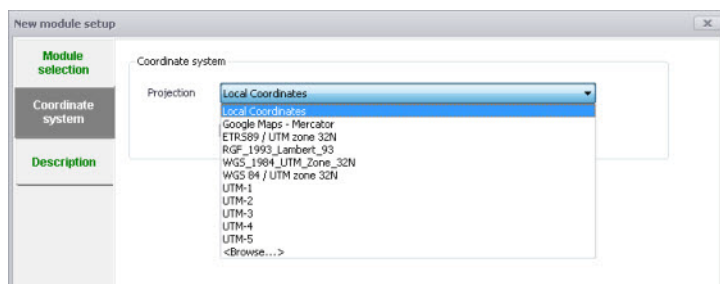 New module setup
Module
selection
Coordinate
system
Description
Coordinate system
Projection
Local Coordinates
Local Coordinates
Google Maps - Mercator
ETRS89 / UTM zone 32N
RGF_1993_Lambert_93
WGS_1984_UTM_Zone_32N
WGS 84 / UTM zone 32N
UTM-1
UTM-2
UTM-3
UTM-4
UTM-5
<Browse...>